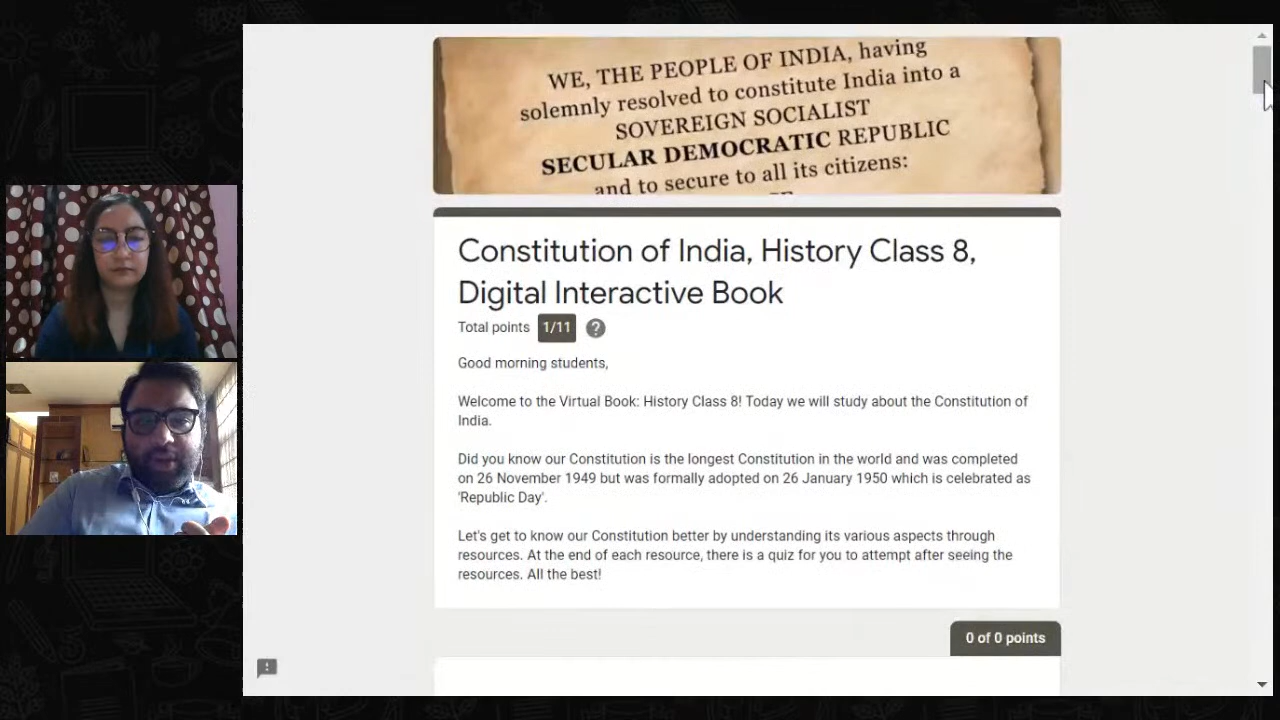 WE, THE PEOPLE OF INDIA, having
solemnly resolved to constitute India into a
SOVEREIGN SOCIALIST
SECULAR DEMOCRATIC REPUBLIC
and to secure to all its citizens:
Constitution of India, History Class 8,
Digital Interactive Book
Total points 1/11 ?
Good morning students,
Welcome to the Virtual Book: History Class 8! Today we will study about the Constitution of
India.
Did you know our Constitution is the longest Constitution in the world and was completed
on 26 November 1949 but was formally adopted on 26 January 1950 which is celebrated as
'Republic Day'.
Let's get to know our Constitution better by understanding its various aspects through
resources. At the end of each resource, there is a quiz for you to attempt after seeing the
resources. All the best!
0 of 0 points